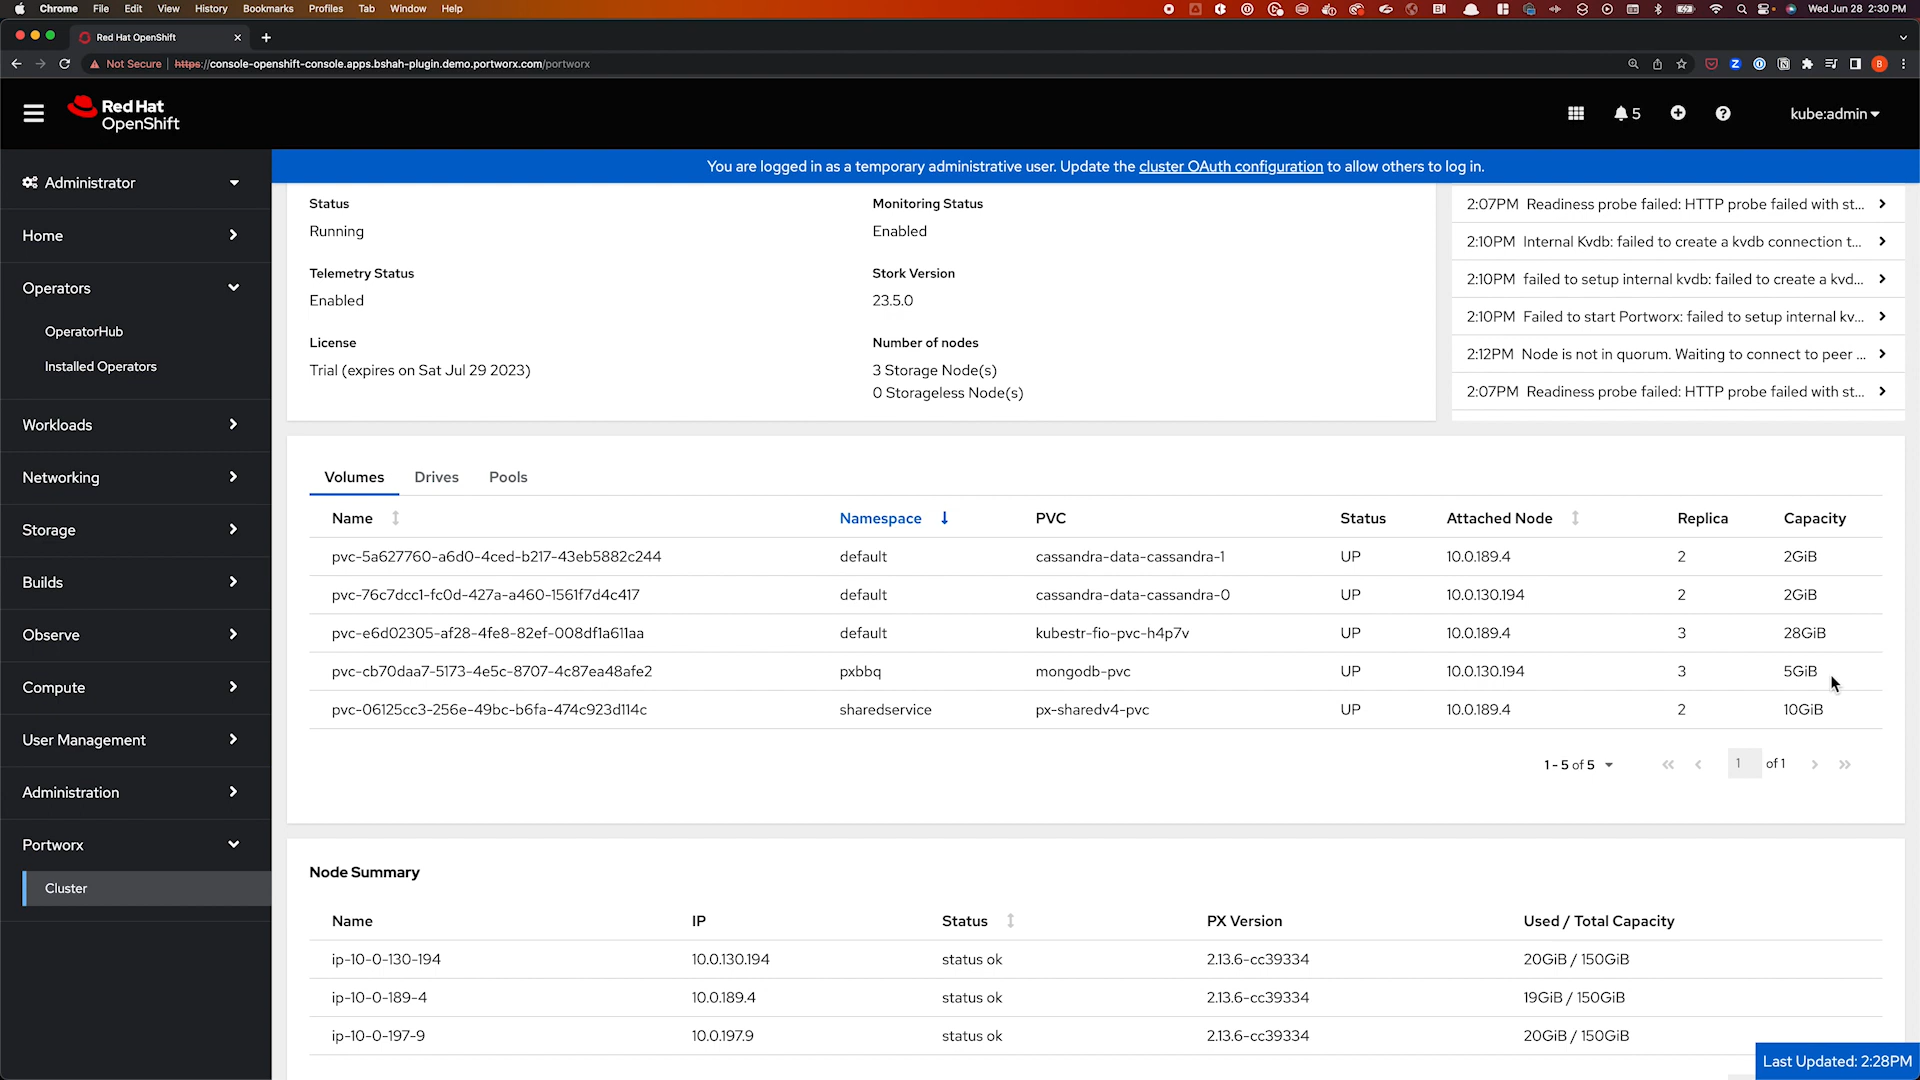 Chrome File Edit View History Bookmarks Profiles Tab Window Help
Wed Jun 28 2:30 PM
Red Hat OpenShift
Not Secure https://console-openshift-console.apps.bshah-plugin.demo.portworx.com/portworx
B
Red Hat
OpenShift
5
kube:admin
You are logged in as a temporary administrative user. Update the cluster OAuth configuration to allow others to log in.
Administrator
Home
Operators
OperatorHub
Installed Operators
Workloads
Networking
Storage
Builds
Observe
Compute
User Management
Administration
Portworx
Cluster
Status
Running
Monitoring Status
Enabled
Telemetry Status
Enabled
Stork Version
23.5.0
License
Trial (expires on Sat Jul 29 2023)
Number of nodes
3 Storage Node(s)
0 Storageless Node(s)
2:07PM Readiness probe failed: HTTP probe failed with st...
2:10PM Internal Kvdb: failed to create a kvdb connection t...
2:10PM failed to setup internal kvdb: failed to create a kvd...
2:10PM Failed to start Portworx: failed to setup internal kv...
2:12PM Node is not in quorum. Waiting to connect to peer ...
2:07PM Readiness probe failed: HTTP probe failed with st...
Volumes Drives Pools
Name Namespace PVC Status Attached Node Replica Capacity
pvc-5a627760-a6d0-4ced-b217-43eb5882c244 default cassandra-data-cassandra-1 UP 10.0.189.4 2 2GiB
pvc-76c7dcc1-fc0d-427a-a460-1561f7d4c417 default cassandra-data-cassandra-0 UP 10.0.130.194 2 2GiB
pvc-e6d02305-af28-4fe8-82ef-008df1a611aa default kubestr-fio-pvc-h4p7v UP 10.0.189.4 3 28GiB
pvc-cb70daa7-5173-4e5c-8707-4c87ea48afe2 pxbbq mongodb-pvc UP 10.0.130.194 3 5GiB
pvc-06125cc3-256e-49bc-b6fa-474c923d114c sharedservice px-sharedv4-pvc UP 10.0.189.4 2 10GiB
1 - 5 of 5
1 of 1
Node Summary
Name IP Status PX Version Used / Total Capacity
ip-10-0-130-194 10.0.130.194 status ok 2.13.6-cc39334 20GiB / 150GiB
ip-10-0-189-4 10.0.189.4 status ok 2.13.6-cc39334 19GiB / 150GiB
ip-10-0-197-9 10.0.197.9 status ok 2.13.6-cc39334 20GiB / 150GiB
Last Updated: 2:28PM